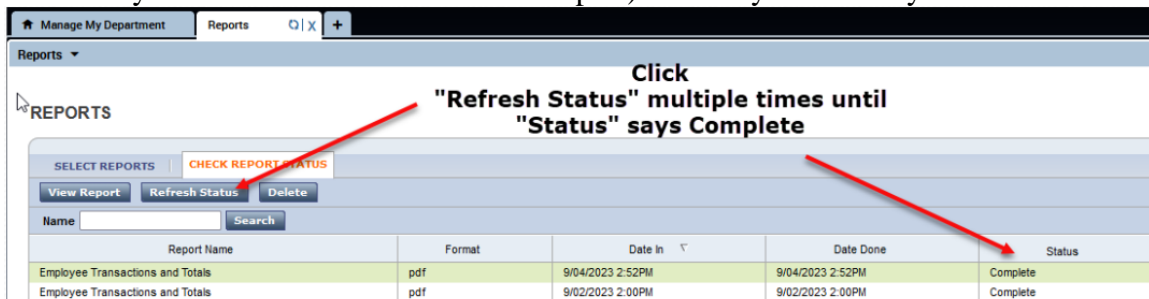 Manage My Department Reports X +
Reports
Click
"Refresh Status" multiple times until
"Status" says Complete
REPORTS
SELECT REPORTS CHECK REPORT STATUS
View Report Refresh Status Delete
Name Search
Report Name Format Date In Date Done Status
Employee Transactions and Totals pdf 9/04/2023 2:52PM 9/04/2023 2:52PM Complete
Employee Transactions and Totals pdf 9/02/2023 2:00PM 9/02/2023 2:00PM Complete